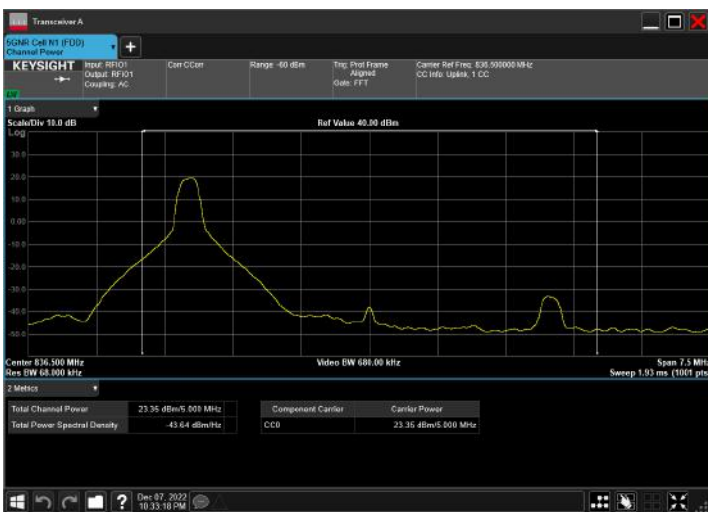 Transceiver A
5GNR Cell N1 (FDD)
Channel Power
KEYSIGHT
Input: RFIO1
Output: RFIO1
Coupling: AC
Corr CCorr
Range: -60 dBm
Trig: Prot Frame
Aligned
Gate: FFT
Carrier Ref Freq: 836.500000 MHz
CC Info: Uplink, 1 CC
1 Graph
Scale/Div 10.0 dB
Ref Value 40.00 dBm
Log
30.0
20.0
10.0
0.00
-10.0
-20.0
-30.0
-40.0
-50.0
Center 836.500 MHz
Video BW 680.00 kHz
Span 7.5 MHz
Res BW 68.000 kHz
Sweep 1.93 ms (1001 pts
2 Metrics
Total Channel Power
23.35 dBm/5.000 MHz
Total Power Spectral Density
-43.64 dBm/Hz
Component Carrier
Carrier Power
CC0
23.35 dBm/5.000 MHz
?
Dec 07, 2022
10:33:18 PM